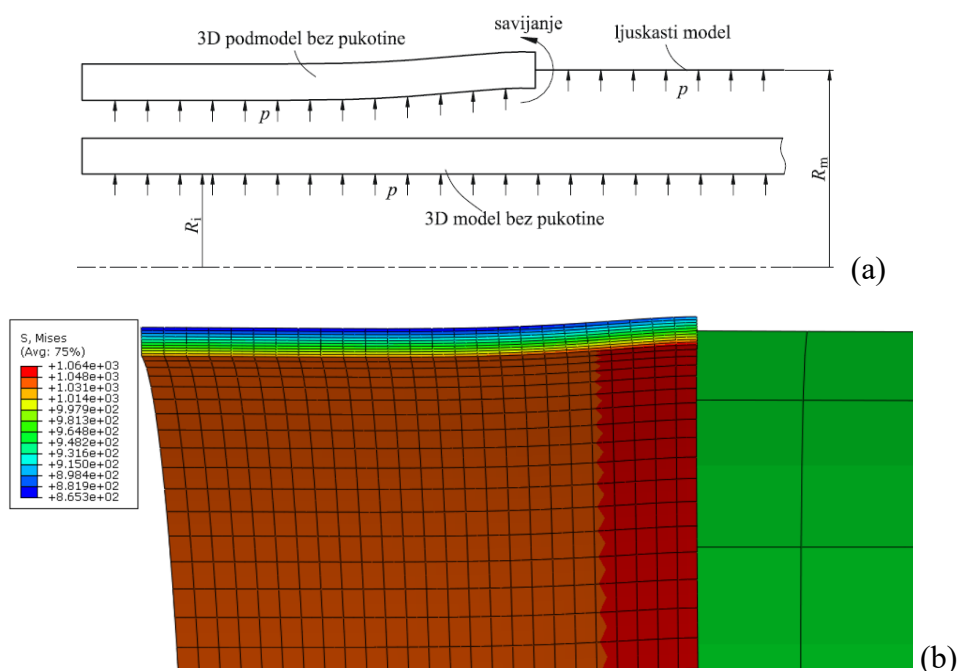 savijanje
3D podmodel bez pukotine
ljuskasti model
p
p
p
R_i
R_m
3D model bez pukotine
(a)
S, Mises
(Avg: 75%)
+1.064e+03
+1.048e+03
+1.031e+03
+1.014e+03
+9.979e+02
+9.813e+02
+9.648e+02
+9.482e+02
+9.316e+02
+9.150e+02
+8.984e+02
+8.819e+02
+8.653e+02
(b)